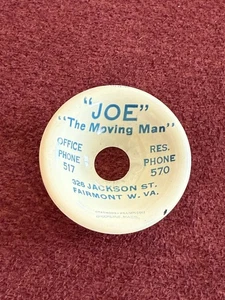 "JOE"
"The Moving Man"
OFFICE
PHONE
517
RES.
PHONE
570
326 JACKSON ST.
FAIRMONT W. VA.